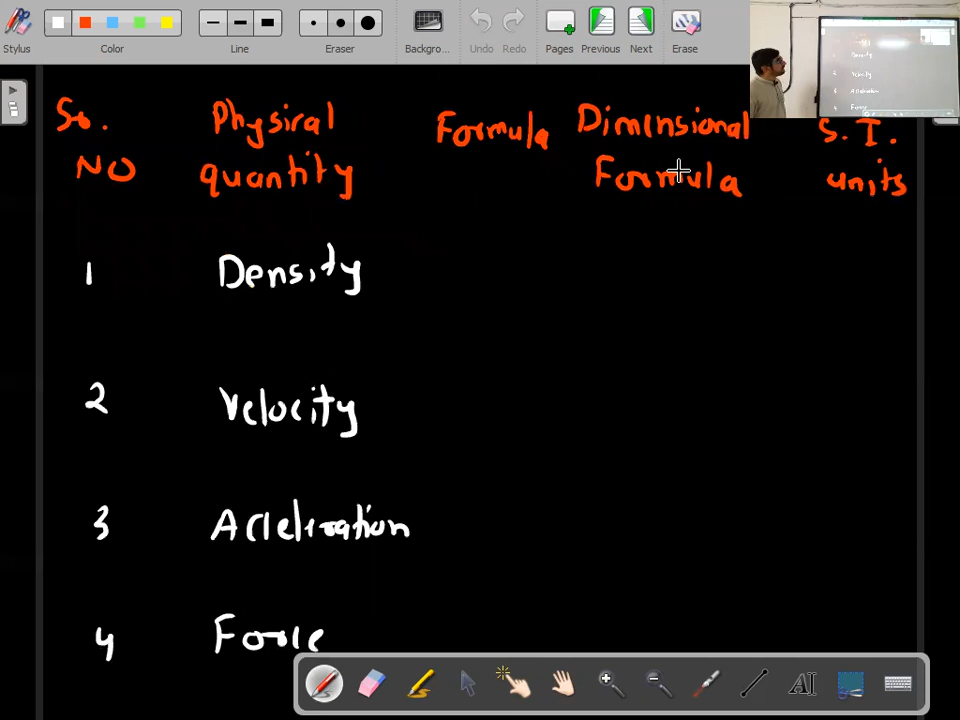 Stylus Color Line Eraser Backgro... Undo Redo Pages Previous Next Erase
Sr. Physical Formula Dimensional S.I.
NO quantity Formula units
1 Density
2 Velocity
3 Acceleration
4 Force